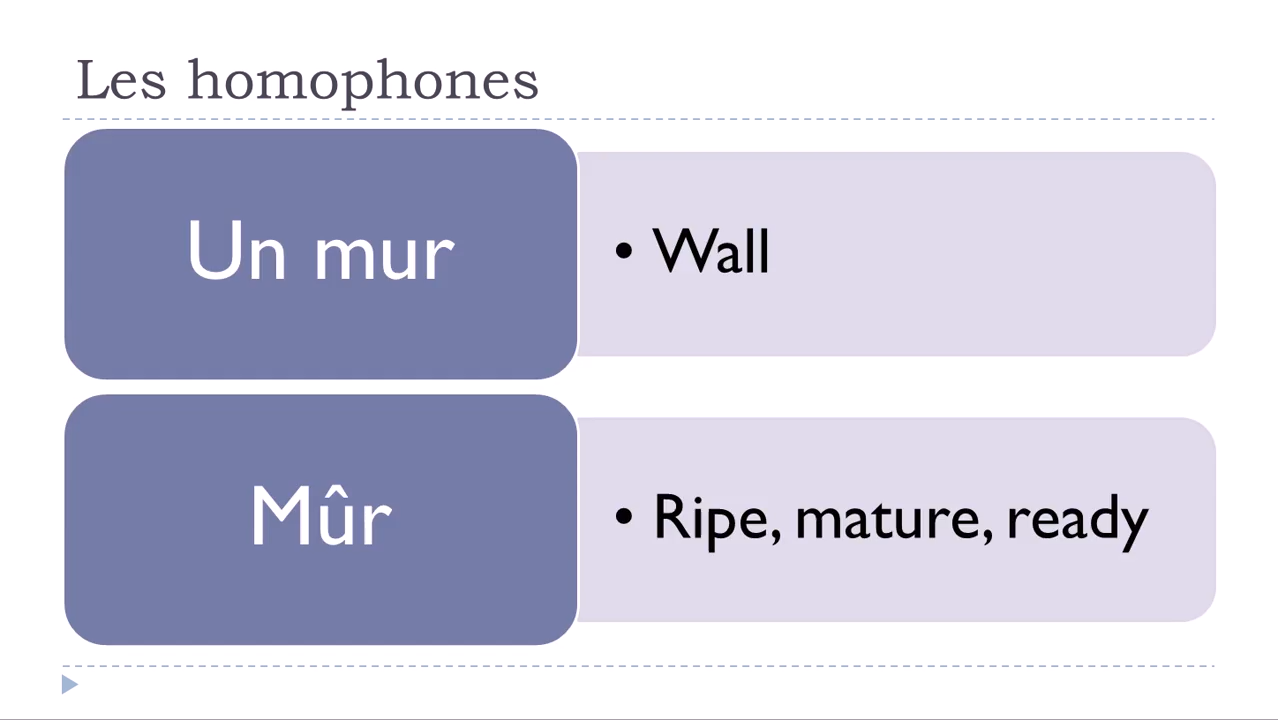 Les homophones
Un mur
• Wall
Mûr
• Ripe, mature, ready